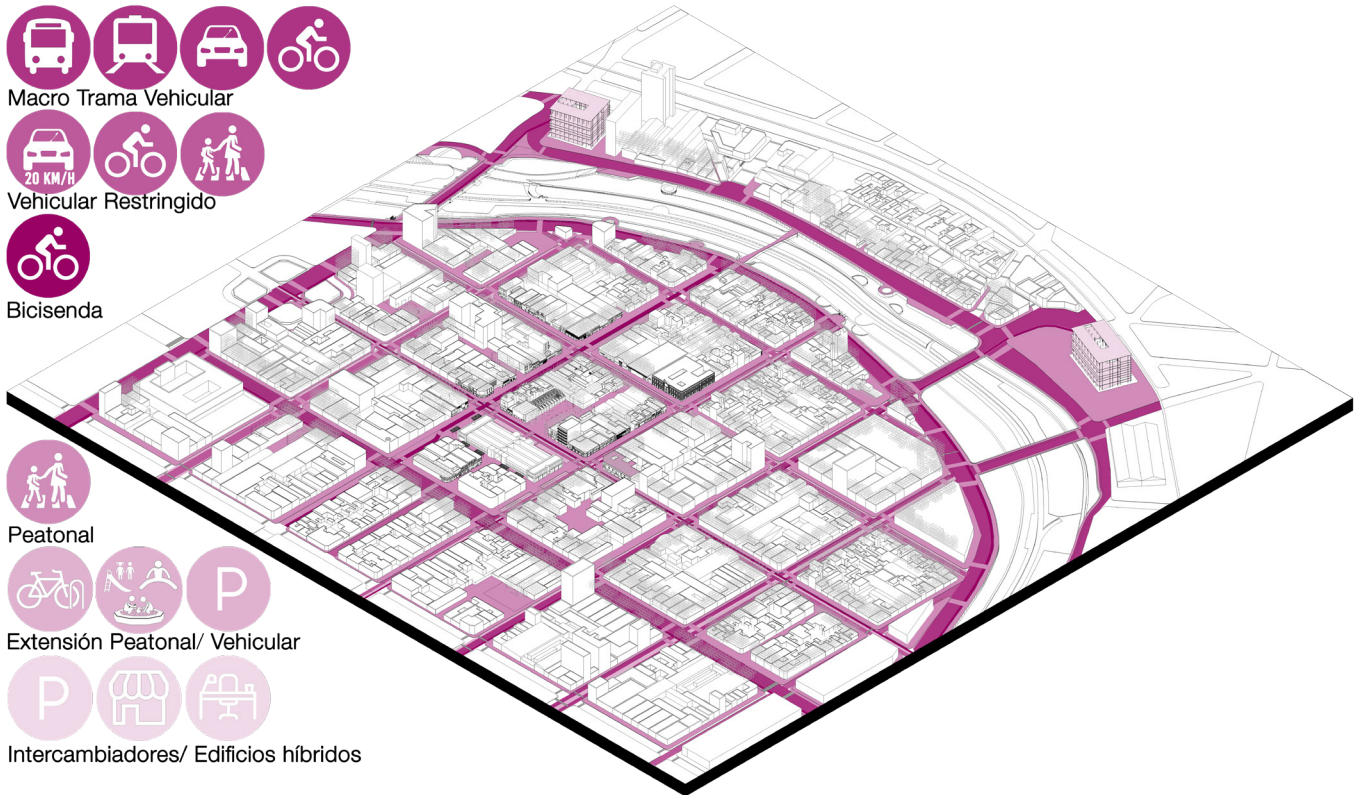 Macro Trama Vehicular
20 KM/H
Vehicular Restringido
Bicisenda
Peatonal
P
Extensión Peatonal/ Vehicular
P
Intercambiadores/ Edificios híbridos